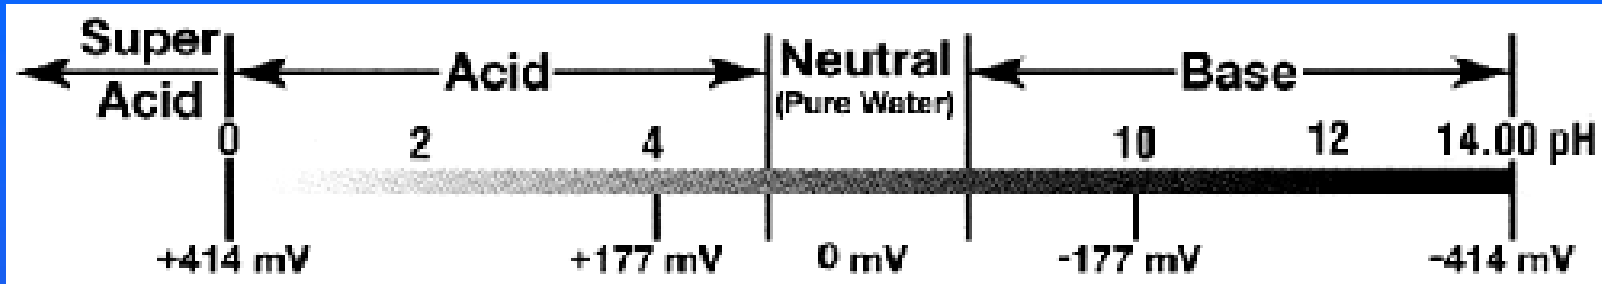 Super
Acid
Acid
Neutral
(Pure Water)
Base
0 2 4 10 12 14.00 pH
+414 mV +177 mV 0 mV -177 mV -414 mV